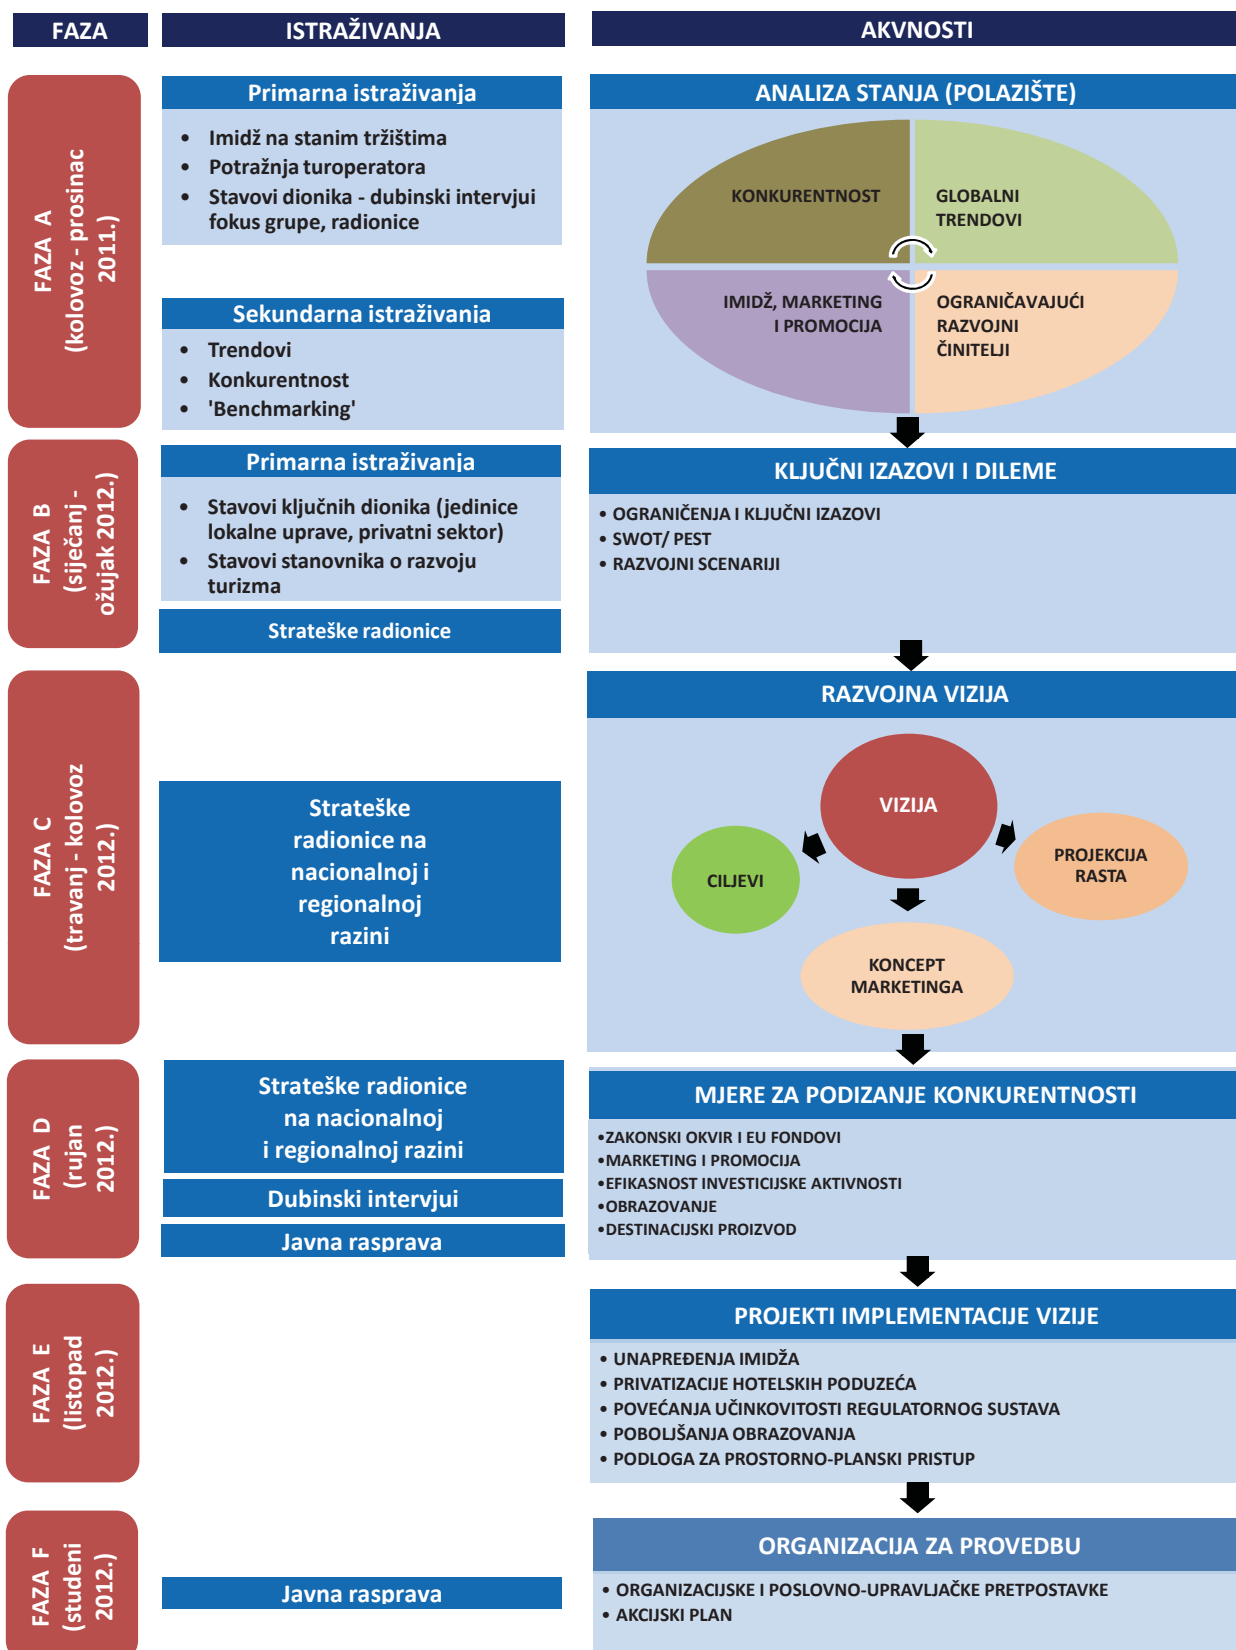 FAZA
ISTRAŽIVANJA
AKVNOSTI
FAZA A
(kolovoz - prosinac
2011.)
Primarna istraživanja
• Imidž na stanim tržištima
• Potražnja turoperatora
• Stavovi dionika - dubinski intervjui
fokus grupe, radionice
Sekundarna istraživanja
• Trendovi
• Konkurentnost
• 'Benchmarking'
ANALIZA STANJA (POLAZIŠTE)
KONKURENTNOST
GLOBALNI
TRENDOVI
IMIDŽ, MARKETING
I PROMOCIJA
OGRANIČAVAJUĆI
RAZVOJNI
ČINITELJI
FAZA B
(siječanj -
ožujak 2012.)
Primarna istraživanja
• Stavovi ključnih dionika (jedinice
lokalne uprave, privatni sektor)
• Stavovi stanovnika o razvoju
turizma
Strateške radionice
KLJUČNI IZAZOVI I DILEME
• OGRANIČENJA I KLJUČNI IZAZOVI
• SWOT/ PEST
• RAZVOJNI SCENARIJI
FAZA C
(travanj - kolovoz
2012.)
Strateške
radionice na
nacionalnoj i
regionalnoj
razini
RAZVOJNA VIZIJA
VIZIJA
CILJEVI
PROJEKCIJA
RASTA
KONCEPT
MARKETINGA
FAZA D
(rujan
2012.)
Strateške radionice
na nacionalnoj
i regionalnoj razini
Dubinski intervjui
Javna rasprava
MJERE ZA PODIZANJE KONKURENTNOSTI
•ZAKONSKI OKVIR I EU FONDOVI
•MARKETING I PROMOCIJA
•EFIKASNOST INVESTICIJSKE AKTIVNOSTI
•OBRAZOVANJE
•DESTINACIJSKI PROIZVOD
FAZA E
(listopad
2012.)
PROJEKTI IMPLEMENTACIJE VIZIJE
• UNAPREĐENJA IMIDŽA
• PRIVATIZACIJE HOTELSKIH PODUZEĆA
• POVEĆANJA UČINKOVITOSTI REGULATORNOG SUSTAVA
• POBOLJŠANJA OBRAZOVANJA
• PODLOGA ZA PROSTORNO-PLANSKI PRISTUP
FAZA F
(studeni
2012.)
Javna rasprava
ORGANIZACIJA ZA PROVEDBU
• ORGANIZACIJSKE I POSLOVNO-UPRAVLJAČKE PRETPOSTAVKE
• AKCIJSKI PLAN